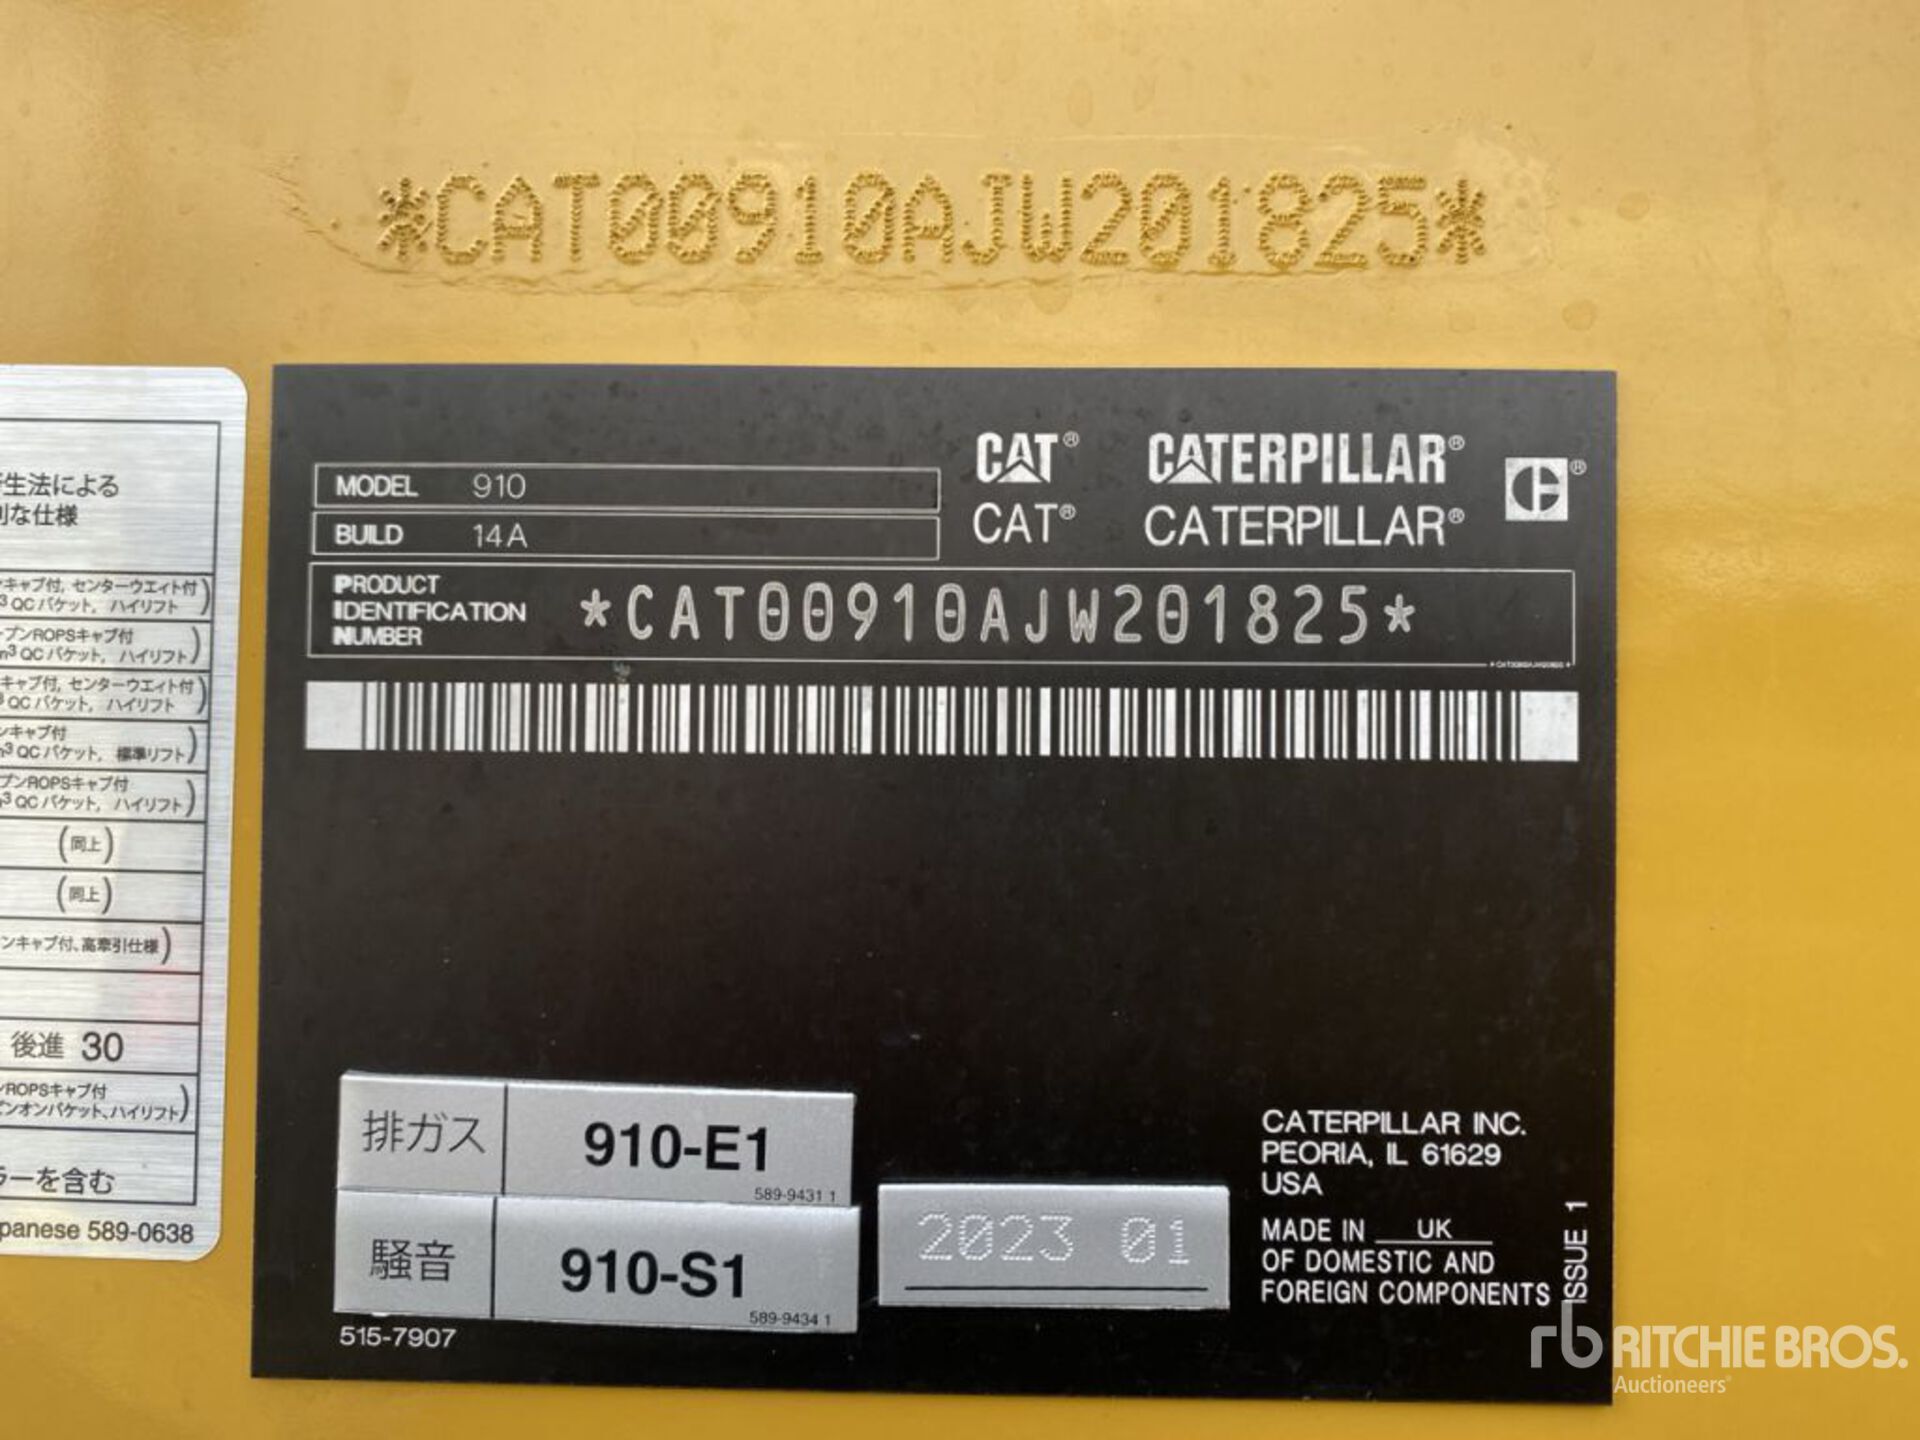 *CAT00910AJW201825*
生法による
な仕様
キャブ付, センターウエイト付)
³ QC バケット, ハイリフト
プンROPSキャブ付
m³ QC バケット, ハイリフト)
キャブ付, センターウエイト付)
³ QC バケット, ハイリフト
ンキャブ付
m³ QC バケット, 標準リフト)
プンROPSキャブ付
m³ QC バケット, ハイリフト)
(同上)
(同上)
ンキャブ付、高牽引仕様)
後進 30
ROPSキャブ付
ンオンバケット、ハイリフト)
ラーを含む
panese 589-0638
CAT® CATERPILLAR®
CAT® CATERPILLAR®
MODEL 910
BUILD 14A
PRODUCT
IDENTIFICATION
NUMBER
*CAT00910AJW201825*
排ガス 910-E1
589-9431 1
騒音 910-S1
589-9434 1
515-7907
2023 01
CATERPILLAR INC.
PEORIA, IL 61629
USA
MADE IN UK
OF DOMESTIC AND
FOREIGN COMPONENTS
ISSUE 1
rb RITCHIE BROS.
Auctioneers®